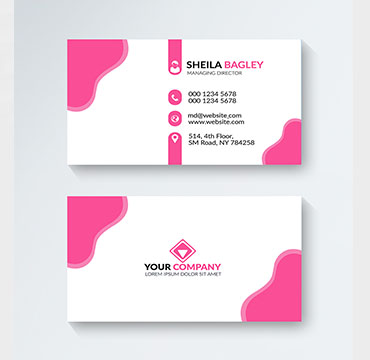 SHEILA BAGLEY
MANAGING DIRECTOR
000 1234 5678
000 1234 5678
md@website.com
www.website.com
514, 4th Floor,
SM Road, NY 784258
YOUR COMPANY
LOREM IPSUM DOLOR SIT AMET